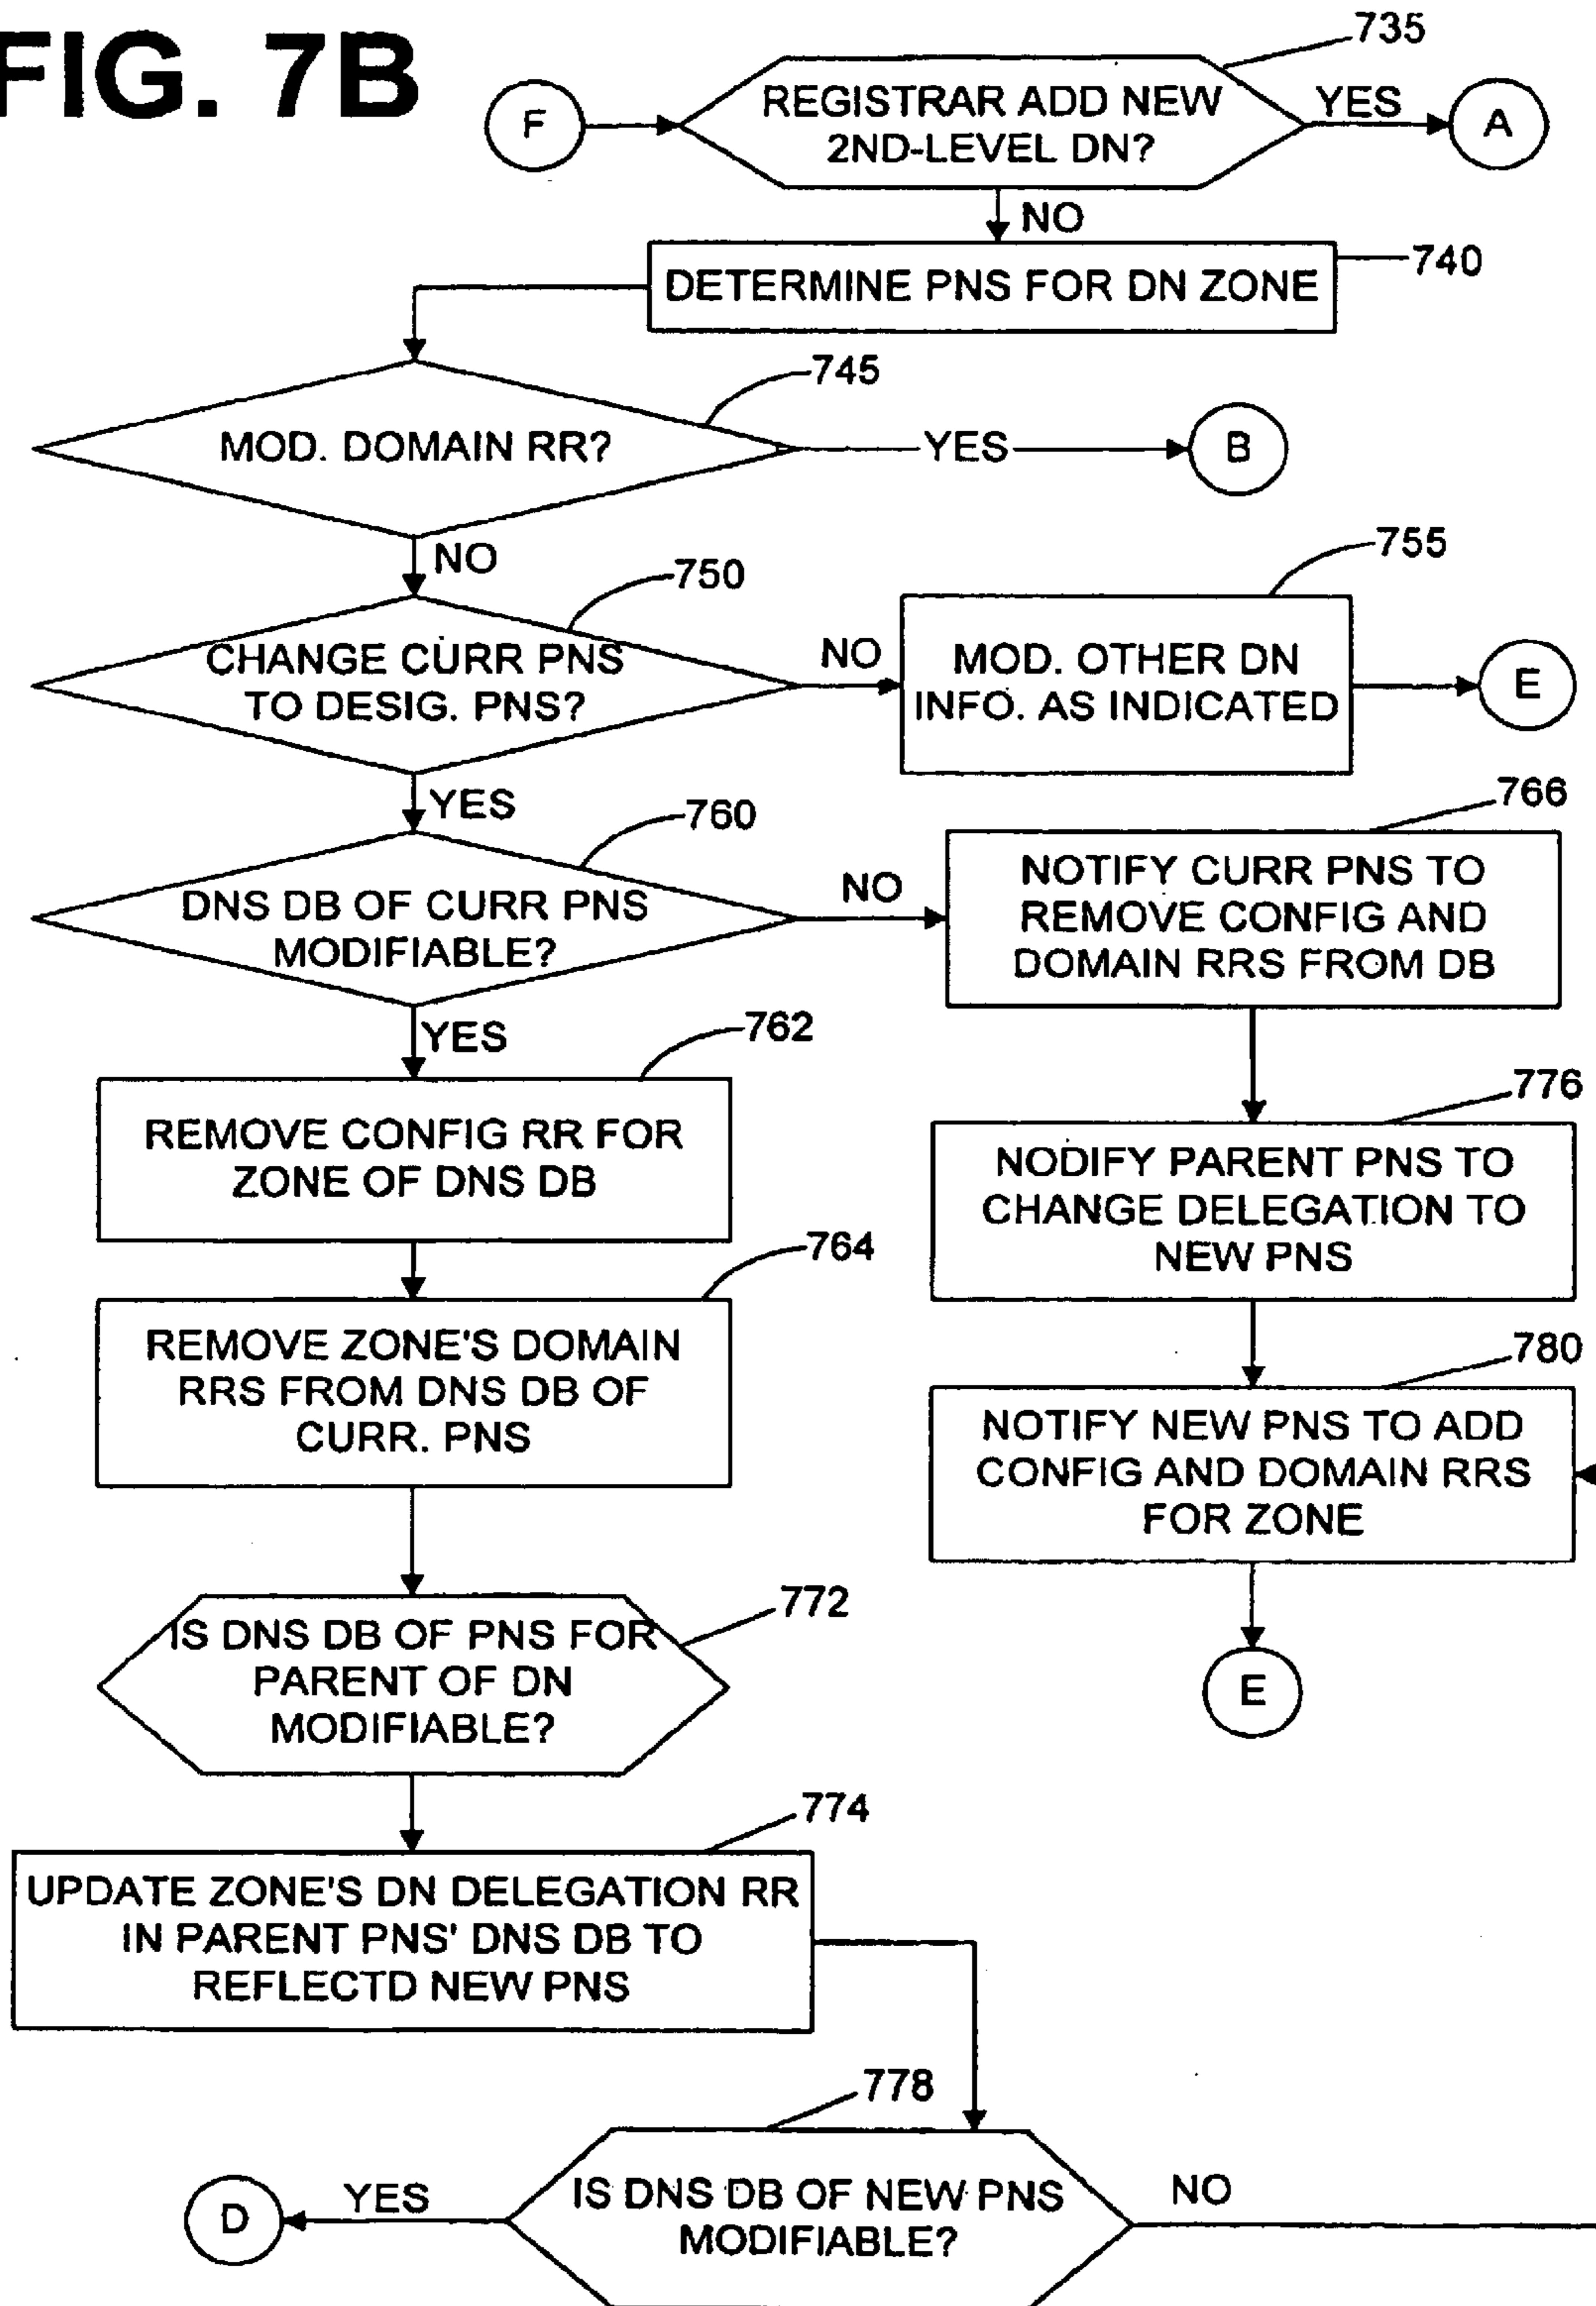 FIG. 7B
735
F
REGISTRAR ADD NEW
2ND-LEVEL DN?
YES
A
NO
DETERMINE PNS FOR DN ZONE
740
745
MOD. DOMAIN RR?
YES
B
NO
750
755
CHANGE CURR PNS
TO DESIG. PNS?
NO
MOD. OTHER DN
INFO. AS INDICATED
E
YES
760
766
DNS DB OF CURR PNS
MODIFIABLE?
NO
NOTIFY CURR PNS TO
REMOVE CONFIG AND
DOMAIN RRS FROM DB
YES
762
REMOVE CONFIG RR FOR
ZONE OF DNS DB
776
NODIFY PARENT PNS TO
CHANGE DELEGATION TO
NEW PNS
764
REMOVE ZONE'S DOMAIN
RRS FROM DNS DB OF
CURR. PNS
780
NOTIFY NEW PNS TO ADD
CONFIG AND DOMAIN RRS
FOR ZONE
772
IS DNS DB OF PNS FOR
PARENT OF DN
MODIFIABLE?
E
774
UPDATE ZONE'S DN DELEGATION RR
IN PARENT PNS' DNS DB TO
REFLECTD NEW PNS
778
D
YES
IS DNS DB OF NEW PNS
MODIFIABLE?
NO